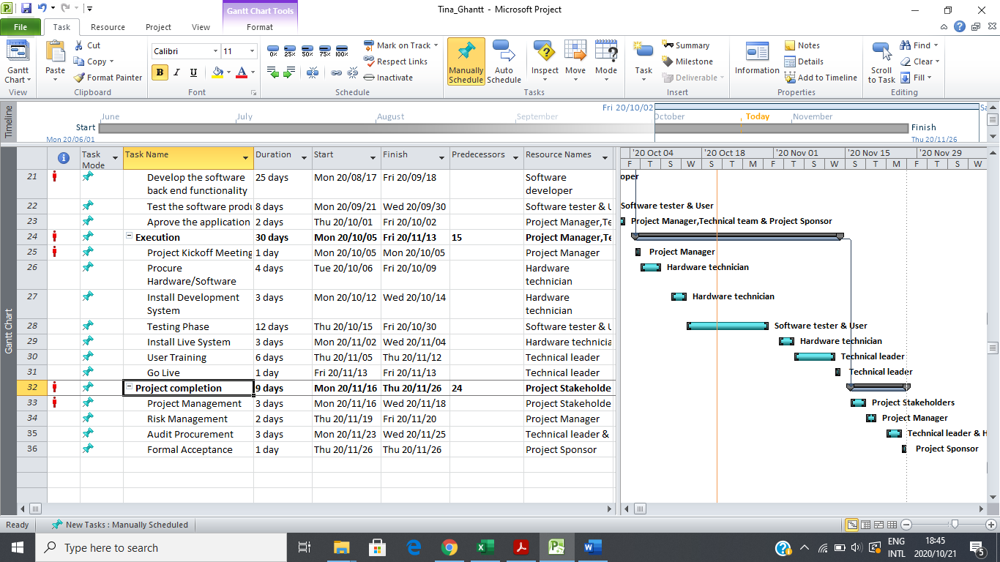 Tina_Ghantt - Microsoft Project
Gantt Chart Tools
File Task Resource Project View Format
Gantt Chart
View
Paste
Cut
Copy
Format Painter
Clipboard
Calibri 11
B I U A
Font
0% 25% 50% 75% 100%
Mark on Track
Respect Links
Inactivate
Schedule
Manually Schedule
Auto Schedule
Inspect
Move
Mode
Tasks
Task
Summary
Milestone
Deliverable
Insert
Information
Notes
Details
Add to Timeline
Properties
Scroll to Task
Find
Clear
Fill
Editing
Timeline
Fri 20/10/02
Sa
June July August September October Today November
Start
Mon 20/06/01
Finish
Thu 20/11/26
Gantt Chart
Task Mode Task Name Duration Start Finish Predecessors Resource Names
'20 Oct 04 '20 Oct 18 '20 Nov 01 '20 Nov 15 '20 Nov 29
F T S W S T M F T S W S T M F T S W
21 Develop the software back end functionality 25 days Mon 20/08/17 Fri 20/09/18 Software developer
oper
22 Test the software produ 8 days Mon 20/09/21 Wed 20/09/30 Software tester & U
Software tester & User
23 Aprove the application 2 days Thu 20/10/01 Fri 20/10/02 Project Manager,Te
Project Manager,Technical team & Project Sponsor
24 Execution 30 days Mon 20/10/05 Fri 20/11/13 15 Project Manager,Te
25 Project Kickoff Meeting 1 day Mon 20/10/05 Mon 20/10/05 Project Manager
Project Manager
26 Procure Hardware/Software 4 days Tue 20/10/06 Fri 20/10/09 Hardware technician
Hardware technician
27 Install Development System 3 days Mon 20/10/12 Wed 20/10/14 Hardware technician
Hardware technician
28 Testing Phase 12 days Thu 20/10/15 Fri 20/10/30 Software tester & U
Software tester & User
29 Install Live System 3 days Mon 20/11/02 Wed 20/11/04 Hardware technicia
Hardware technician
30 User Training 6 days Thu 20/11/05 Thu 20/11/12 Technical leader
Technical leader
31 Go Live 1 day Fri 20/11/13 Fri 20/11/13 Technical leader
Technical leader
32 Project completion 9 days Mon 20/11/16 Thu 20/11/26 24 Project Stakeholde
33 Project Management 3 days Mon 20/11/16 Wed 20/11/18 Project Stakeholde
Project Stakeholders
34 Risk Management 2 days Thu 20/11/19 Fri 20/11/20 Project Manager
Project Manager
35 Audit Procurement 3 days Mon 20/11/23 Wed 20/11/25 Technical leader &
Technical leader & H
36 Formal Acceptance 1 day Thu 20/11/26 Thu 20/11/26 Project Sponsor
Project Sponsor
Ready New Tasks : Manually Scheduled
Type here to search
ENG
INTL
18:45
2020/10/21
5